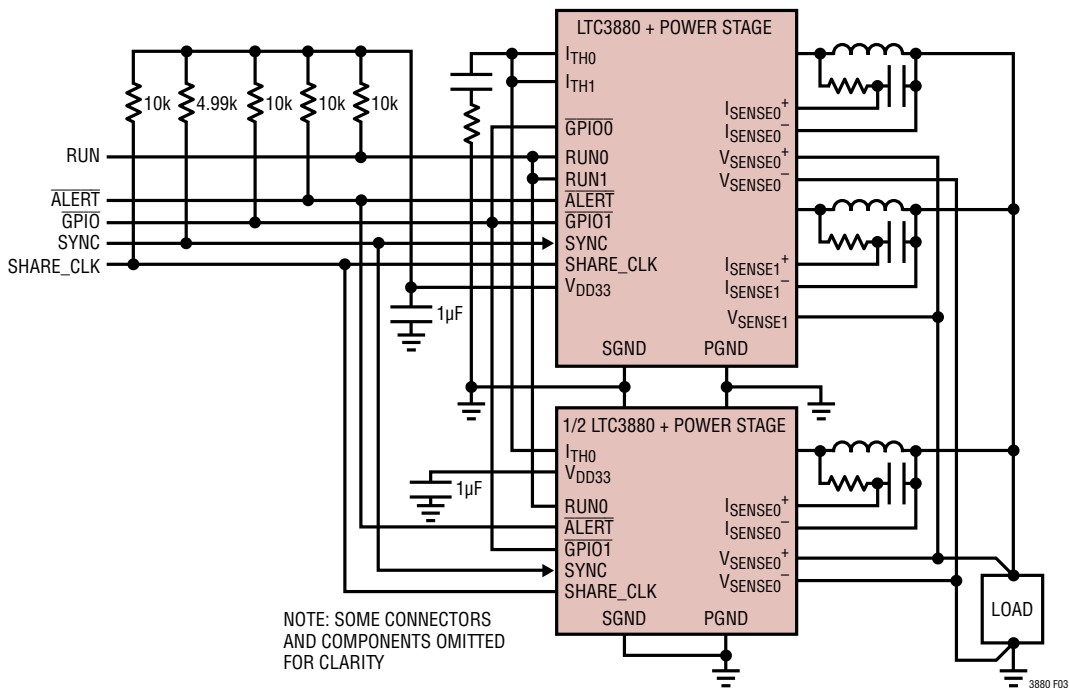 LTC3880 + POWER STAGE
10k
4.99k
10k
10k
10k
RUN
ALERT
GPIO
SYNC
SHARE_CLK
1µF
ITH0
ITH1
GPIO0
RUN0
RUN1
ALERT
GPIO1
SYNC
SHARE_CLK
VDD33
SGND
PGND
ISENSE0+
ISENSE0–
VSENSE0+
VSENSE0–
ISENSE1+
ISENSE1–
VSENSE1
1/2 LTC3880 + POWER STAGE
1µF
ITH0
VDD33
RUN0
ALERT
GPIO1
SYNC
SHARE_CLK
SGND
PGND
ISENSE0+
ISENSE0–
VSENSE0+
VSENSE0–
LOAD
NOTE: SOME CONNECTORS
AND COMPONENTS OMITTED
FOR CLARITY
3880 F03